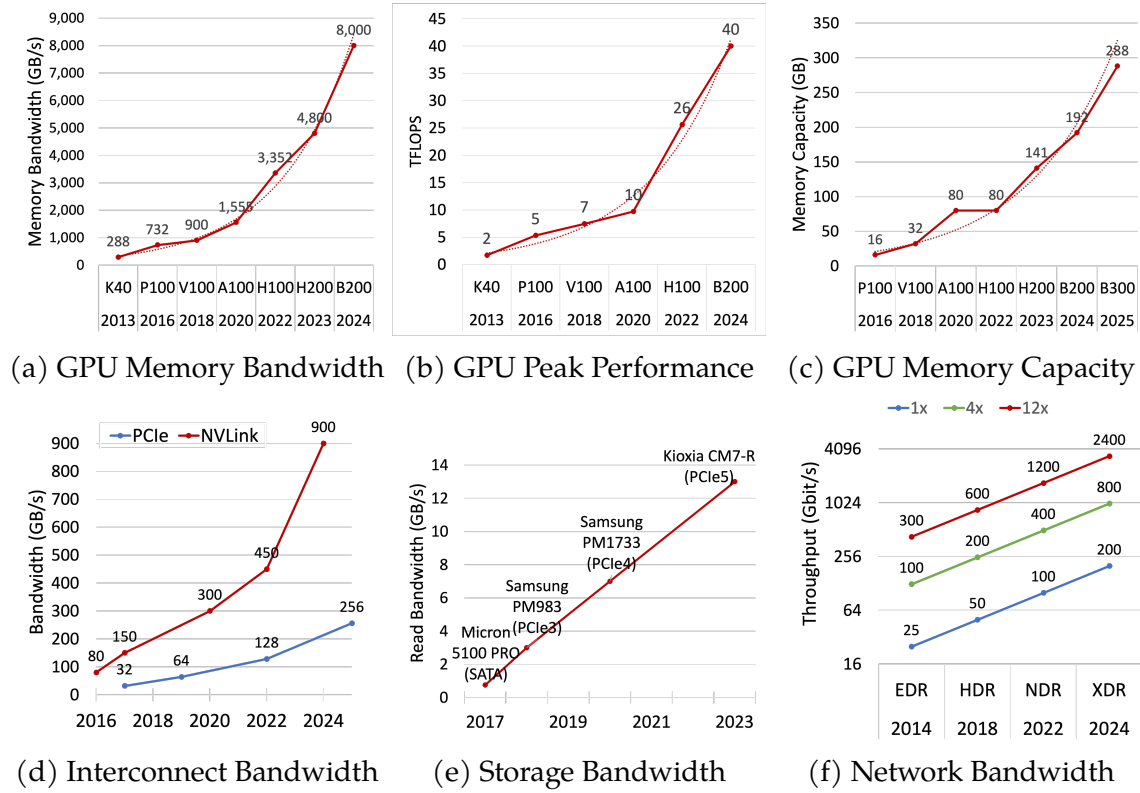 Memory Bandwidth (GB/s)
9,000
8,000
7,000
6,000
5,000
4,000
3,000
2,000
1,000
0
288
732
900
1,555
3,352
4,800
8,000
K40 P100 V100 A100 H100 H200 B200
2013 2016 2018 2020 2022 2023 2024
(a) GPU Memory Bandwidth
TFLOPS
45
40
35
30
25
20
15
10
5
0
2
5
7
10
26
40
K40 P100 V100 A100 H100 B200
2013 2016 2018 2020 2022 2024
(b) GPU Peak Performance
Memory Capacity (GB)
350
300
250
200
150
100
50
0
16
32
80
80
141
192
288
P100 V100 A100 H100 H200 B200 B300
2016 2018 2020 2022 2023 2024 2025
(c) GPU Memory Capacity
PCIe NVLink
Bandwidth (GB/s)
900
800
700
600
500
400
300
200
100
0
80
150
300
450
900
32
64
128
256
2016 2018 2020 2022 2024
(d) Interconnect Bandwidth
Read Bandwidth (GB/s)
14
12
10
8
6
4
2
0
Micron
5100 PRO
(SATA)
Samsung
PM983
(PCIe3)
Samsung
PM1733
(PCIe4)
Kioxia CM7-R
(PCIe5)
2017 2019 2021 2023
(e) Storage Bandwidth
1x 4x 12x
Throughput (Gbit/s)
4096
1024
256
64
16
300
600
1200
2400
100
200
400
800
25
50
100
200
EDR HDR NDR XDR
2014 2018 2022 2024
(f) Network Bandwidth